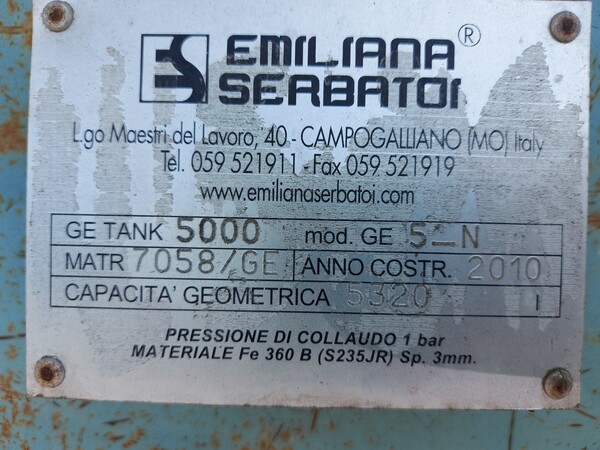 EMILIANA®
SERBATOI
L.go Maestri del Lavoro, 40 - CAMPOGALLIANO (MO) Italy
Tel. 059 521911 - Fax 059 521919
www.emilianaserbatoi.com
GE TANK 5000 mod. GE N
MATR 7058/GE ANNO COSTR. 2010
CAPACITA' GEOMETRICA 5320 l
PRESSIONE DI COLLAUDO 1 bar
MATERIALE Fe 360 B (S235JR) Sp. 3mm.